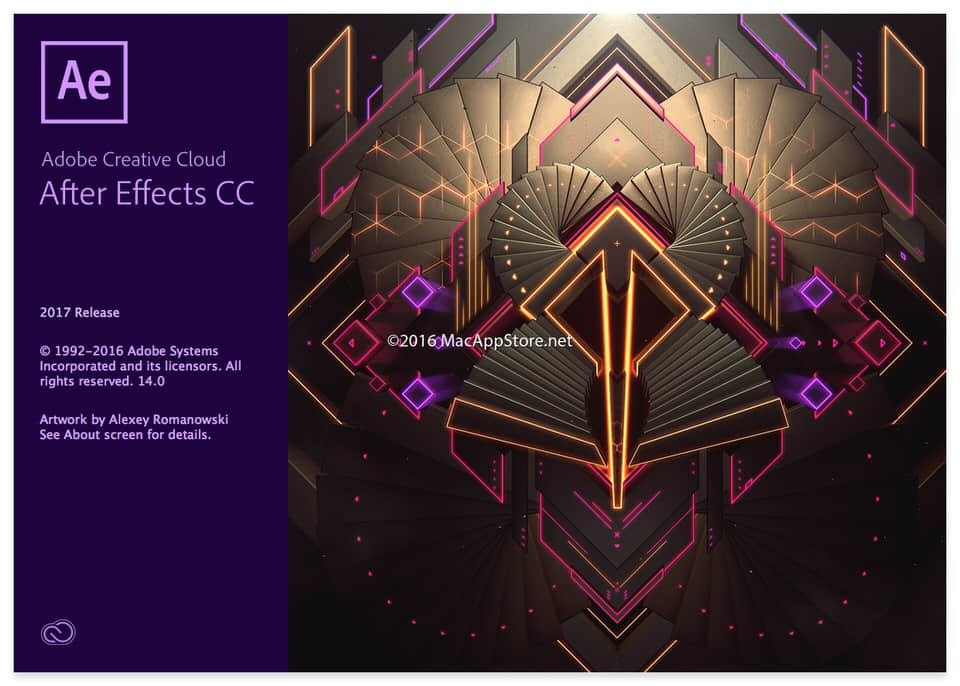 Ae
Adobe Creative Cloud
After Effects CC
2017 Release
©2016 MacAppStore.net
© 1992-2016 Adobe Systems
Incorporated and its licensors. All
rights reserved. 14.0
Artwork by Alexey Romanowski
See About screen for details.